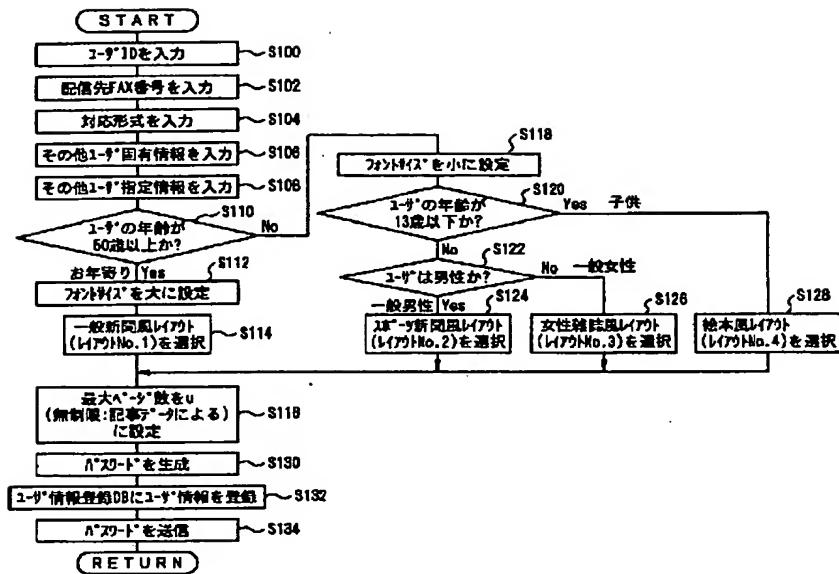 START
ユーザIDを入力
S100
配信先FAX番号を入力
S102
対応形式を入力
S104
その他ユーザ固有情報を入力
S106
その他ユーザ指定情報を入力
S108
ユーザの年齢が
60歳以上か?
S110
No
お年寄り Yes
S112
フォントサイズを大に設定
一般新聞風レイアウト
(レイアウトNo.1)を選択
S114
S118
フォントサイズを小に設定
S120
ユーザの年齢が
13歳以下か?
Yes 子供
No
S122
ユーザは男性か?
No 一般女性
一般男性 Yes
S124
スポーツ新聞風レイアウト
(レイアウトNo.2)を選択
S126
女性雑誌風レイアウト
(レイアウトNo.3)を選択
S128
絵本風レイアウト
(レイアウトNo.4)を選択
最大ページ数をu
(無制限:記事データによる)
に設定
S116
パスワードを生成
S130
ユーザ情報登録DBにユーザ情報を登録
S132
パスワードを送信
S134
RETURN